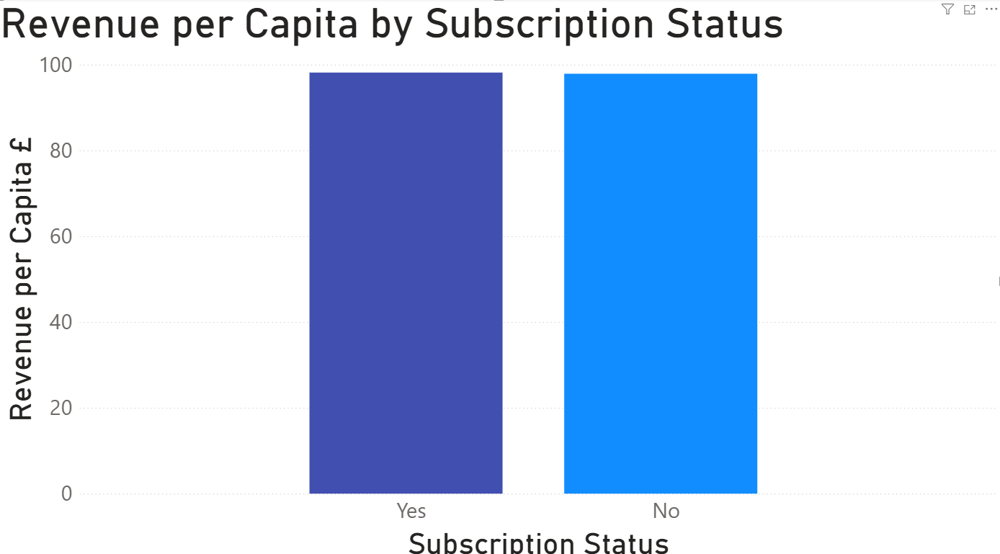 Revenue per Capita by Subscription Status
Revenue per Capita £
100
80
60
40
20
0
Yes
No
Subscription Status